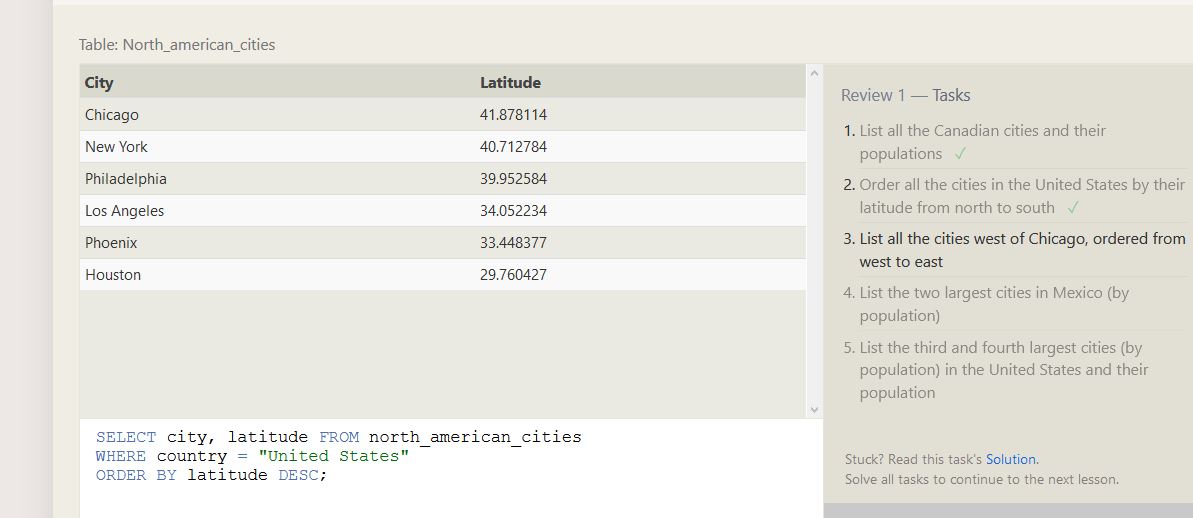 Table: North_american_cities
City Latitude
Chicago 41.878114
New York 40.712784
Philadelphia 39.952584
Los Angeles 34.052234
Phoenix 33.448377
Houston 29.760427
SELECT city, latitude FROM north_american_cities
WHERE country = "United States"
ORDER BY latitude DESC;
Review 1 — Tasks
1. List all the Canadian cities and their
populations ✓
2. Order all the cities in the United States by their
latitude from north to south ✓
3. List all the cities west of Chicago, ordered from
west to east
4. List the two largest cities in Mexico (by
population)
5. List the third and fourth largest cities (by
population) in the United States and their
population
Stuck? Read this task's Solution.
Solve all tasks to continue to the next lesson.